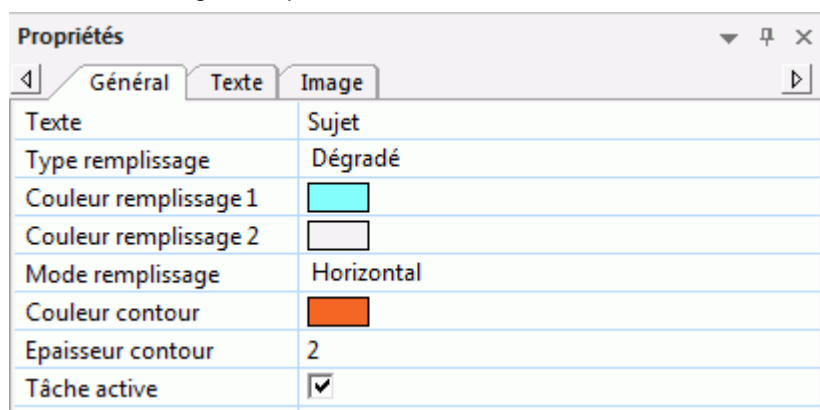 Propriétés
Général Texte Image
Texte Sujet
Type remplissage Dégradé
Couleur remplissage 1
Couleur remplissage 2
Mode remplissage Horizontal
Couleur contour
Epaisseur contour 2
Tâche active